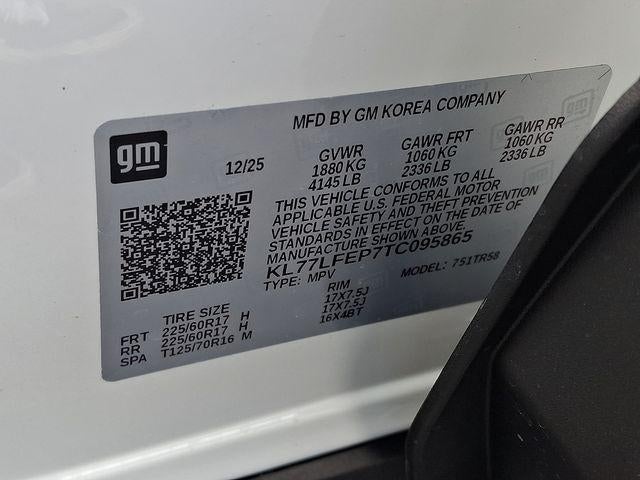 MFD BY GM KOREA COMPANY
gm
12/25
GVWR GAWR FRT GAWR RR
1880 KG 1060 KG 1060 KG
4145 LB 2336 LB 2336 LB
THIS VEHICLE CONFORMS TO ALL
APPLICABLE U.S. FEDERAL MOTOR
VEHICLE SAFETY AND THEFT PREVENTION
STANDARDS IN EFFECT ON THE DATE OF
MANUFACTURE SHOWN ABOVE.
KL77LFEP7TC095865
TYPE: MPV MODEL: 751TR58
TIRE SIZE RIM
FRT 225/60R17 H 17X7.5J
RR 225/60R17 H 17X7.5J
SPA T125/70R16 M 16X4BT